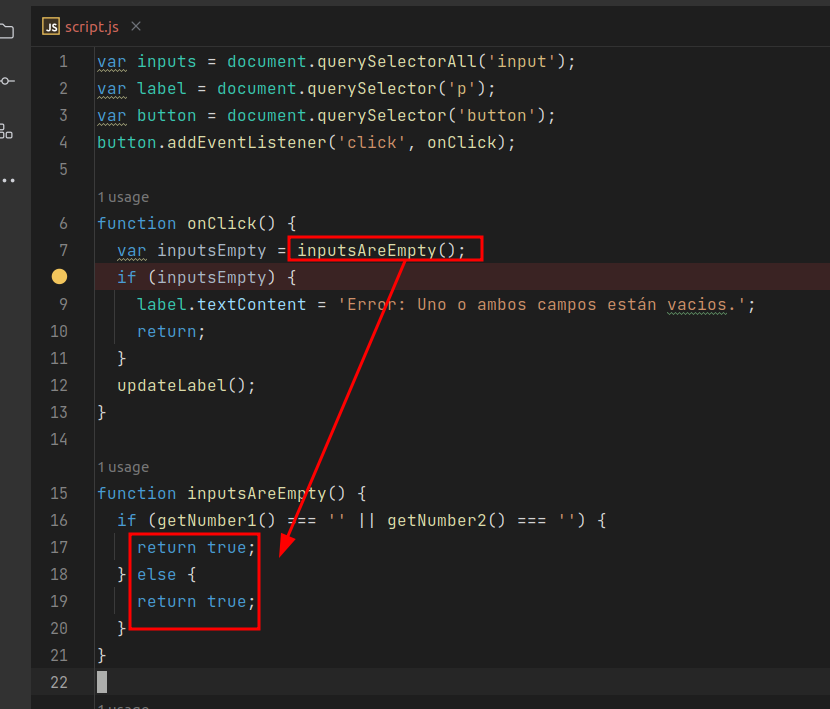 JS script.js ×
1 var inputs = document.querySelectorAll('input');
2 var label = document.querySelector('p');
3 var button = document.querySelector('button');
4 button.addEventListener('click', onClick);
5
1 usage
6 function onClick() {
7 var inputsEmpty = inputsAreEmpty();
if (inputsEmpty) {
9 label.textContent = 'Error: Uno o ambos campos están vacios.';
10 return;
11 }
12 updateLabel();
13 }
14
1 usage
15 function inputsAreEmpty() {
16 if (getNumber1() === '' || getNumber2() === '') {
17 return true;
18 } else {
19 return true;
20 }
21 }
22
1 usage